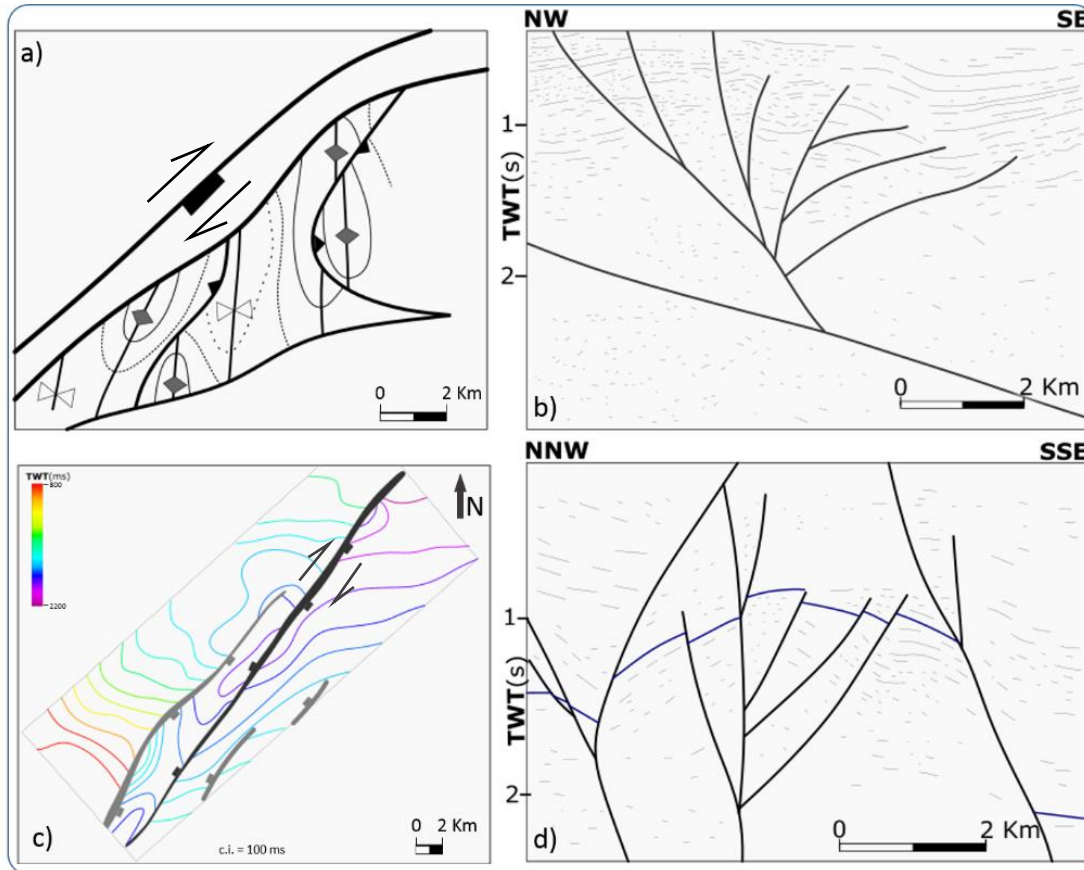 a)
0 2 Km
NW SE
TWT(s)
1
2
0 2 Km
b)
TWT(ms)
800
2200
N
c)
c.i. = 100 ms
0 2 Km
NNW SSE
TWT(s)
1
2
0 2 Km
d)